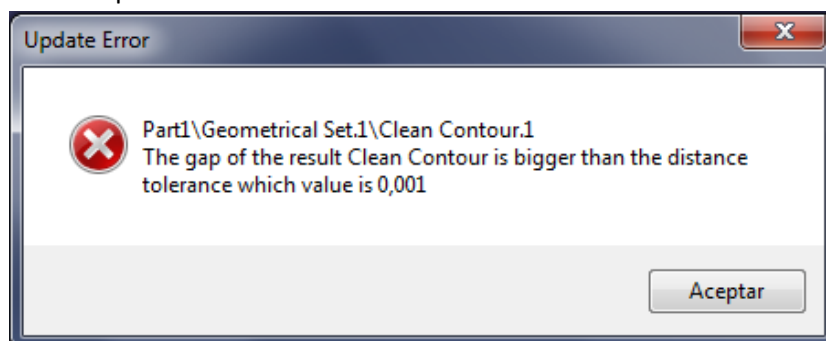 Update Error
Part1\Geometrical Set.1\Clean Contour.1
The gap of the result Clean Contour is bigger than the distance
tolerance which value is 0,001
Aceptar